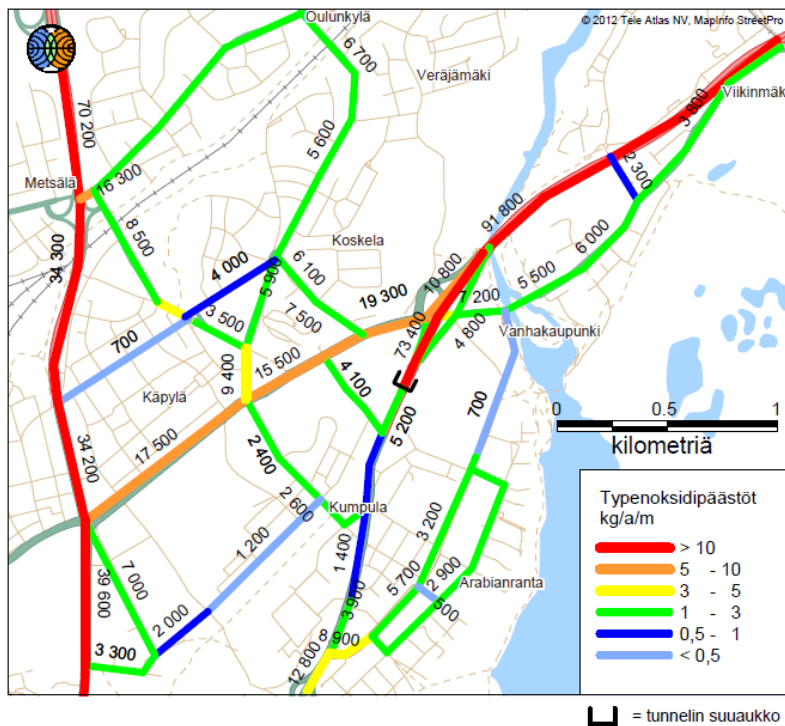 © 2012 Tele Atlas NV, MapInfo StreetPro
Oulunkylä
6 700
Veräjämäki
Viikinmäk
3 800
70 200
5 600
2 300
Metsälä
16 300
8 500
91 800
Koskela
34 300
4 000
5 900
6 100
10 800
6 000
19 300
5 500
7 200
3 500
7 500
700
73 400
4 800
Vanhakaupunki
15 500
9 400
4 100
Käpylä
0
0.5
1
kilometriä
700
5 200
34 200
17 500
2 400
Typenoksidipäästöt
kg/a/m
> 10
5 - 10
3 - 5
1 - 3
0,5 - 1
< 0,5
2 600
Kumpula
3 200
1 200
1 400
39 600
7 000
5 700
2 900
Arabianranta
500
2 000
3 900
3 300
8 900
12 800
= tunnelin suuaukko